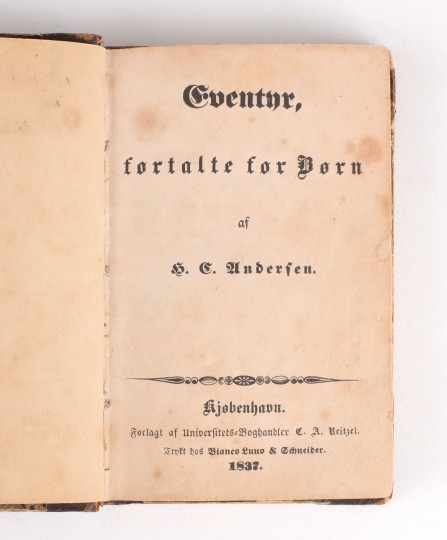 Eventyr,
fortalte for Børn
af
H. C. Andersen.
Kjøbenhavn.
Forlagt af Universitets-Boghandler C. A. Reitzel.
Trykt hos Bianco Luno & Schneider.
1837.